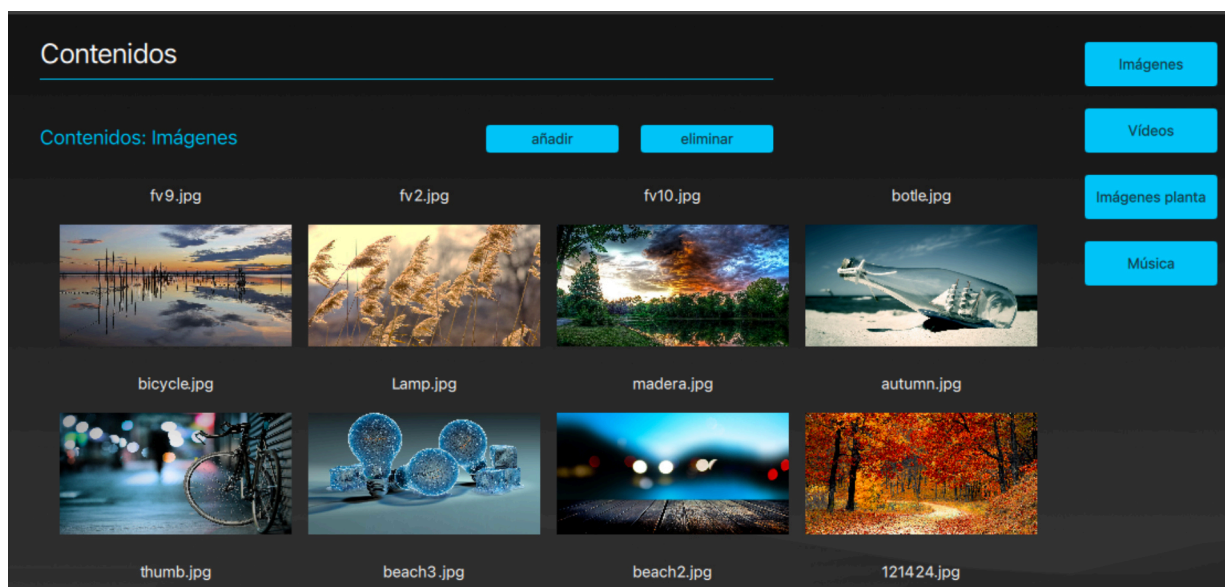 Contenidos
Imágenes
Contenidos: Imágenes
añadir
eliminar
Vídeos
Imágenes planta
Música
fv9.jpg
fv2.jpg
fv10.jpg
botle.jpg
bicycle.jpg
Lamp.jpg
madera.jpg
autumn.jpg
thumb.jpg
beach3.jpg
beach2.jpg
121424.jpg